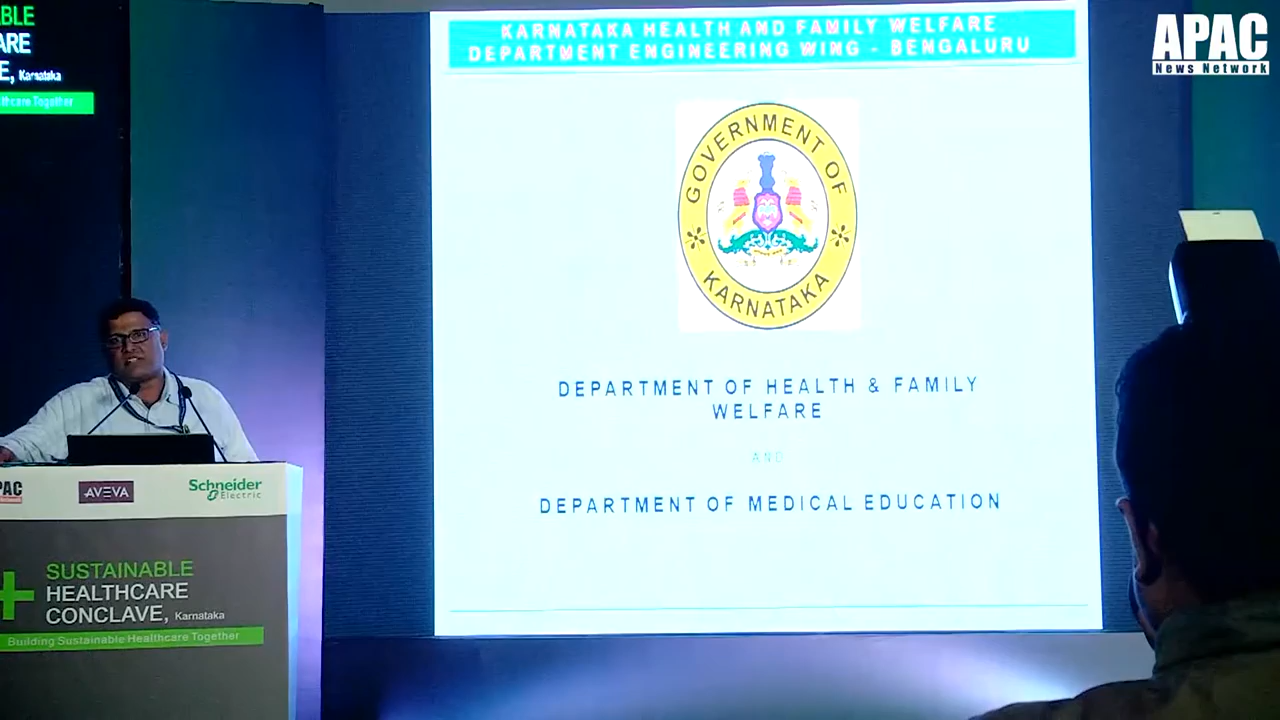 BLE
ARE
E, Karnataka
lthcare Together
KARNATAKA HEALTH AND FAMILY WELFARE
DEPARTMENT ENGINEERING WING - BENGALURU
APAC
News Network
GOVERNMENT OF
KARNATAKA
DEPARTMENT OF HEALTH & FAMILY
WELFARE
AND
DEPARTMENT OF MEDICAL EDUCATION
PAC
AVEVA
Schneider
Electric
SUSTAINABLE
HEALTHCARE
CONCLAVE, Karnataka
Building Sustainable Healthcare Together